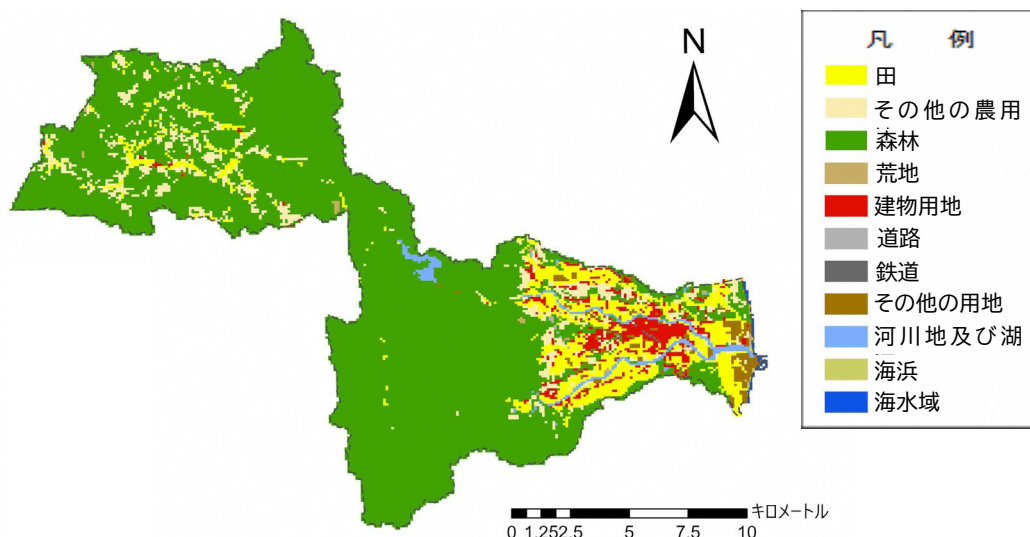 N
凡 例
田
その他の農用
森林
荒地
建物用地
道路
鉄道
その他の用地
河川地及び湖
海浜
海水域
キロメートル
0 1.252.5 5 7.5 10